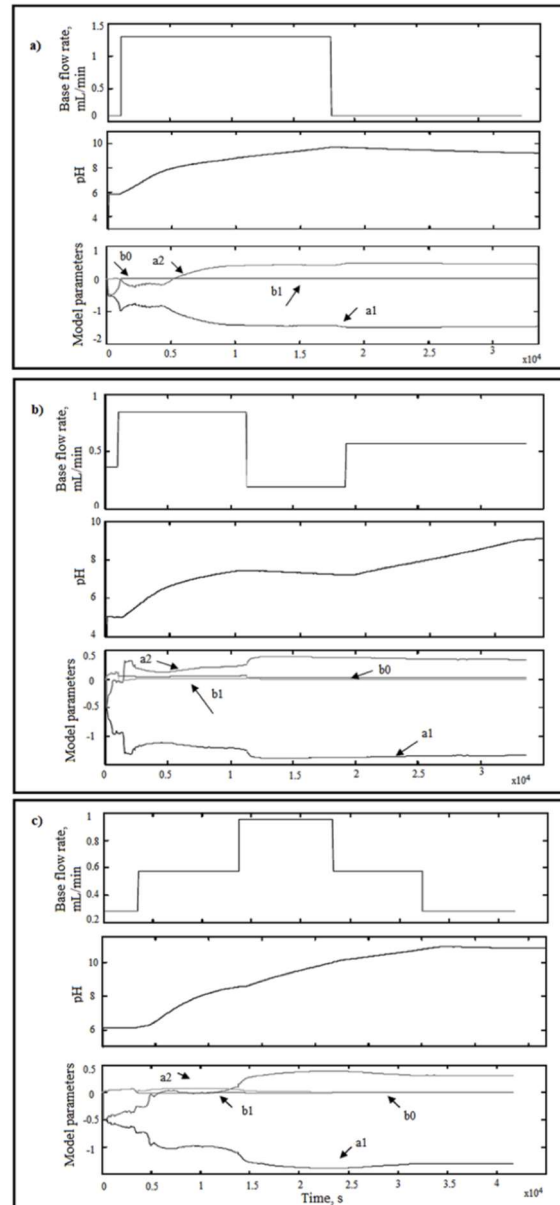 a)
Base flow rate,
mL/min
1.5
1
0.5
0
pH
10
8
6
4
Model parameters
1
0
-1
-2
b0
a2
b1
a1
0 0.5 1 1.5 2 2.5 3
x10⁴
b)
Base flow rate,
mL/min
1
0.5
0
pH
10
8
6
4
Model parameters
0.5
0
-0.5
-1
a2
b0
b1
a1
0 0.5 1 1.5 2 2.5 3 3.5
x10⁴
c)
Base flow rate,
mL/min
1
0.8
0.6
0.4
0.2
pH
10
8
6
Model parameters
0.5
0
-0.5
-1
a2
b1
b0
a1
0 0.5 1 1.5 2 2.5 3 3.5 4 4.5
Time, s
x10⁴